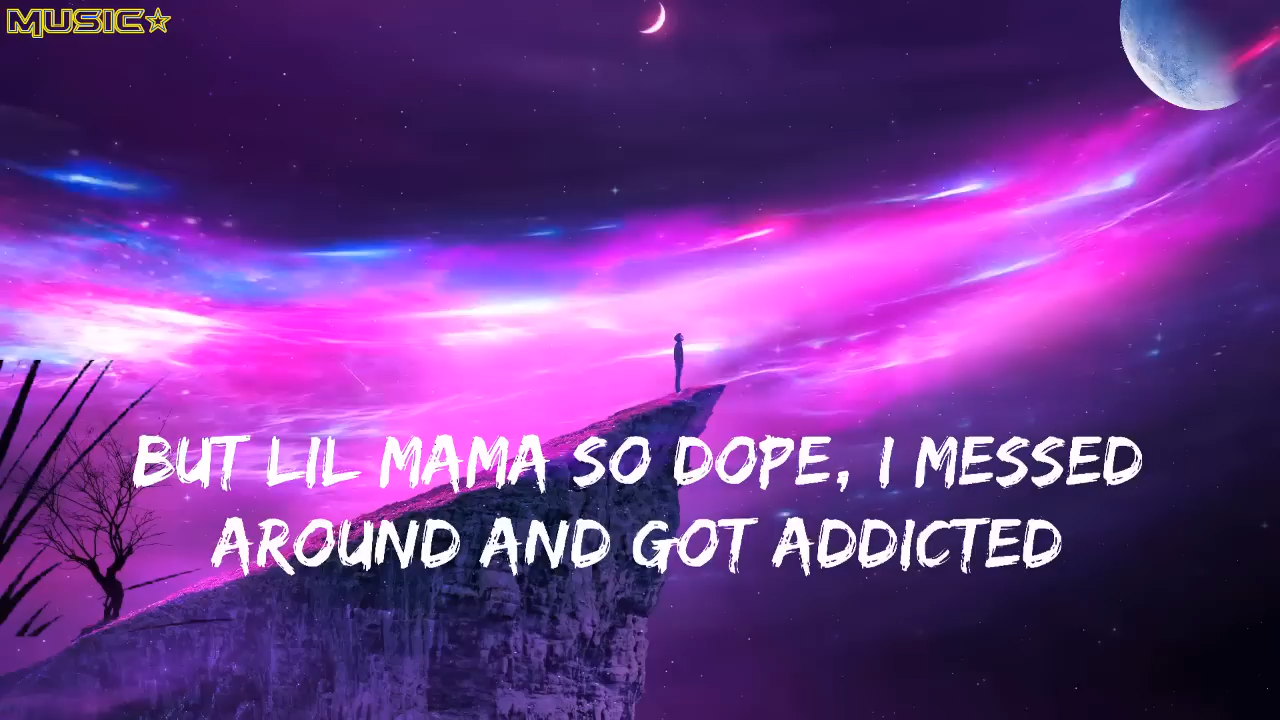 MUSIC☆
BUT LIL MAMA SO DOPE, I MESSED
AROUND AND GOT ADDICTED